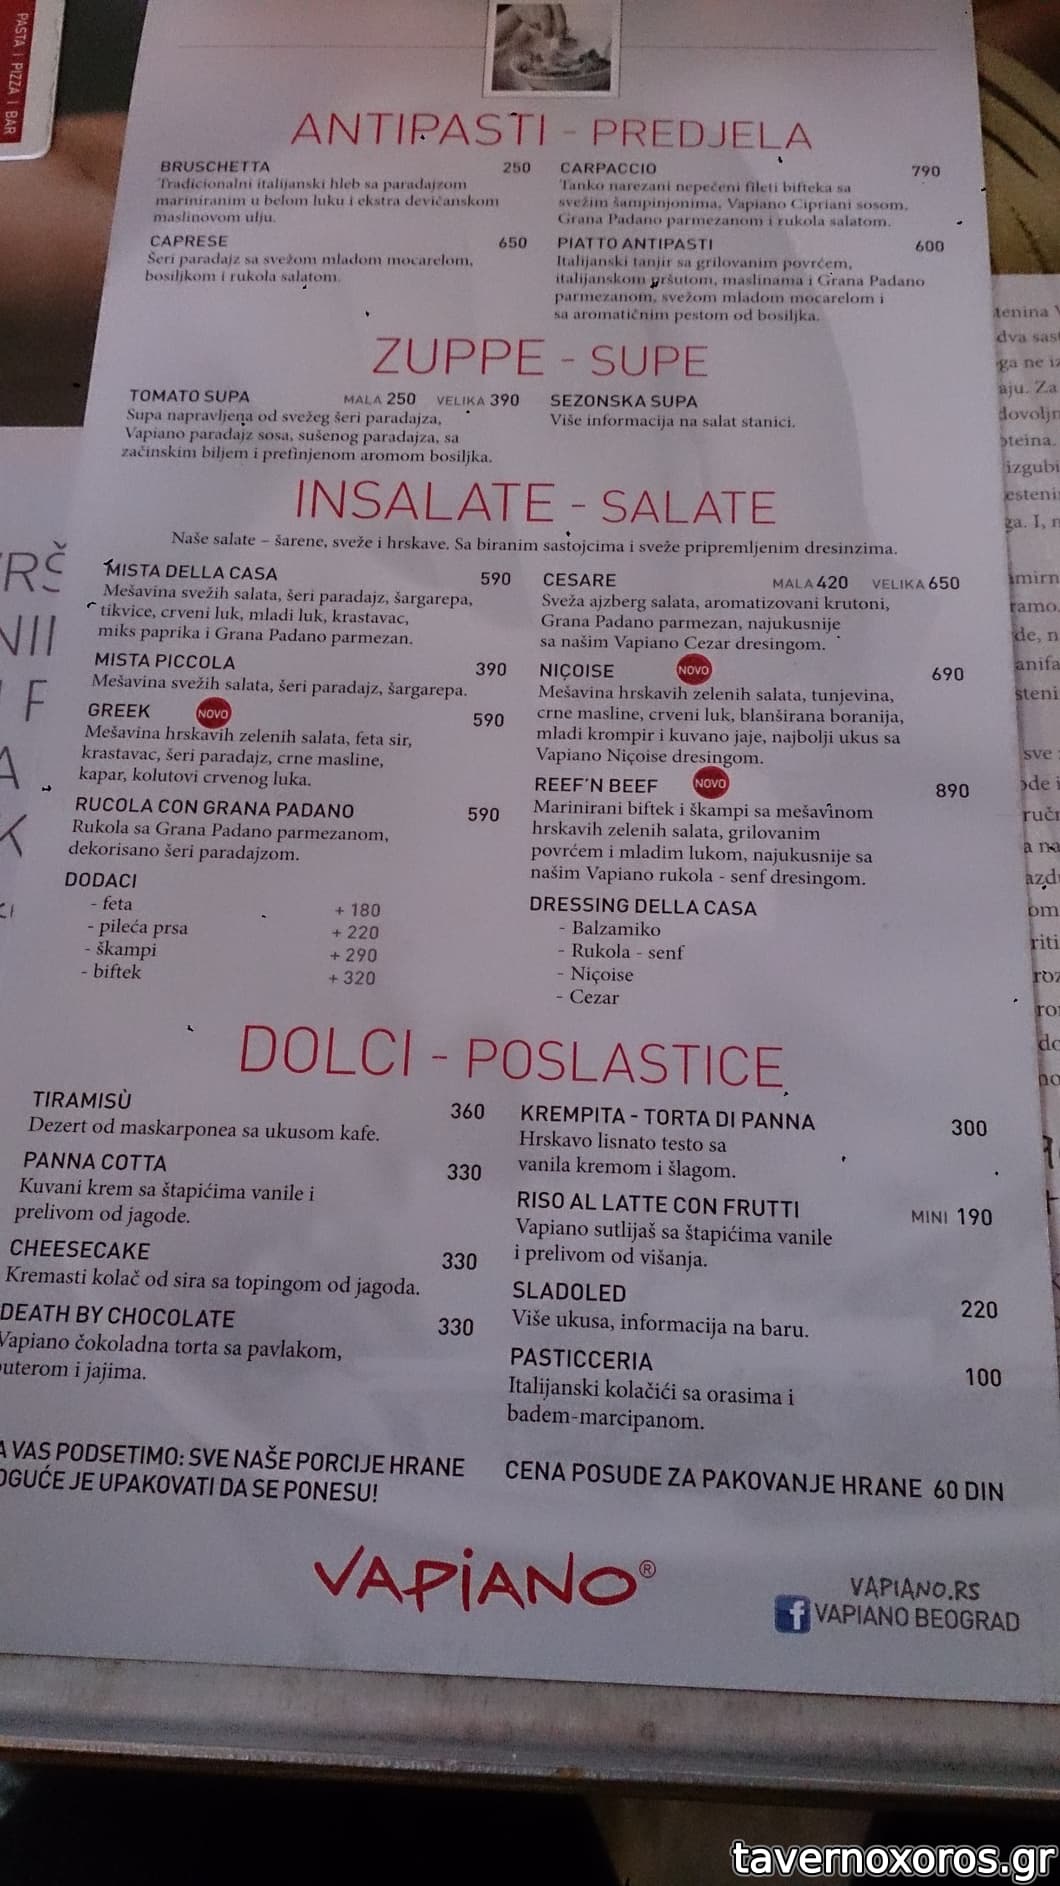 PASTA I PIZZA I BAR
ANTIPASTI - PREDJELA
BRUSCHETTA 250
Tradicionalni italijanski hleb sa paradajzom
mariniranim u belom luku i ekstra devičanskom
maslinovom ulju.
CAPRESE 650
Šeri paradajz sa svežom mladom mocarelom,
bosiljkom i rukola salatom.
CARPACCIO 790
Tanko narezani nepečeni fileti bifteka sa
svežim šampinjonima, Vapiano Cipriani sosom,
Grana Padano parmezanom i rukola salatom.
PIATTO ANTIPASTI 600
Italijanski tanjir sa grilovanim povrćem,
italijanskom pršutom, maslinama i Grana Padano
parmezanom, svežom mladom mocarelom i
sa aromatičnim pestom od bosiljka.
ZUPPE - SUPE
TOMATO SUPA MALA 250 VELIKA 390
Supa napravljena od svežeg šeri paradajza,
Vapiano paradajz sosa, sušenog paradajza, sa
začinskim biljem i prefinjenom aromom bosiljka.
SEZONSKA SUPA
Više informacija na salat stanici.
INSALATE - SALATE
Naše salate – šarene, sveže i hrskave. Sa biranim sastojcima i sveže pripremljenim dresinzima.
MISTA DELLA CASA 590
Mešavina svežih salata, šeri paradajz, šargarepa,
tikvice, crveni luk, mladi luk, krastavac,
miks paprika i Grana Padano parmezan.
MISTA PICCOLA 390
Mešavina svežih salata, šeri paradajz, šargarepa.
GREEK NOVO 590
Mešavina hrskavih zelenih salata, feta sir,
krastavac, šeri paradajz, crne masline,
kapar, kolutovi crvenog luka.
RUCOLA CON GRANA PADANO 590
Rukola sa Grana Padano parmezanom,
dekorisano šeri paradajzom.
DODACI
- feta + 180
- pileća prsa + 220
- škampi + 290
- biftek + 320
CESARE MALA 420 VELIKA 650
Sveža ajzberg salata, aromatizovani krutoni,
Grana Padano parmezan, najukusnije
sa našim Vapiano Cezar dresingom.
NIÇOISE NOVO 690
Mešavina hrskavih zelenih salata, tunjevina,
crne masline, crveni luk, blanširana boranija,
mladi krompir i kuvano jaje, najbolji ukus sa
Vapiano Niçoise dresingom.
REEF'N BEEF NOVO 890
Marinirani biftek i škampi sa mešavinom
hrskavih zelenih salata, grilovanim
povrćem i mladim lukom, najukusnije sa
našim Vapiano rukola - senf dresingom.
DRESSING DELLA CASA
- Balzamiko
- Rukola - senf
- Niçoise
- Cezar
DOLCI - POSLASTICE
TIRAMISÙ 360
Dezert od maskarponea sa ukusom kafe.
PANNA COTTA 330
Kuvani krem sa štapićima vanile i
prelivom od jagode.
CHEESECAKE 330
Kremasti kolač od sira sa topingom od jagoda.
DEATH BY CHOCOLATE 330
Vapiano čokoladna torta sa pavlakom,
uterom i jajima.
KREMPITA - TORTA DI PANNA 300
Hrskavo lisnato testo sa
vanila kremom i šlagom.
RISO AL LATTE CON FRUTTI MINI 190
Vapiano sutlijaš sa štapićima vanile
i prelivom od višanja.
SLADOLED 220
Više ukusa, informacija na baru.
PASTICCERIA 100
Italijanski kolačići sa orasima i
badem-marcipanom.
A VAS PODSETIMO: SVE NAŠE PORCIJE HRANE
OGUĆE JE UPAKOVATI DA SE PONESU!
CENA POSUDE ZA PAKOVANJE HRANE 60 DIN
VAPIANO®
VAPIANO.RS
f VAPIANO BEOGRAD
tavernoxoros.gr